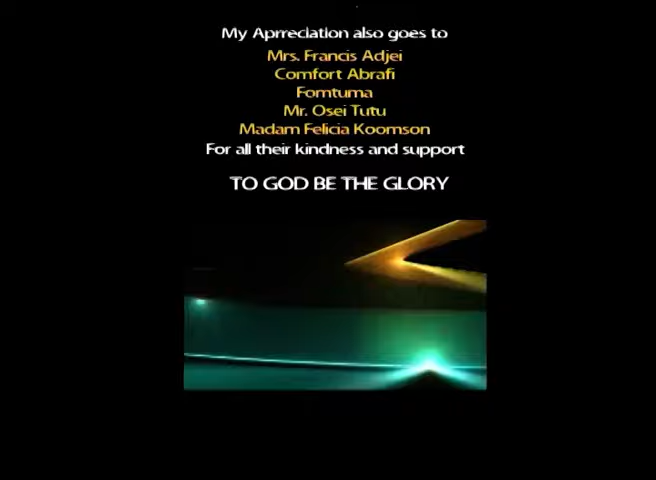 My Aprreciation also goes to
Mrs. Francis Adjei
Comfort Abrafi
Fomtuma
Mr. Osei Tutu
Madam Felicia Koomson
For all their kindness and support
TO GOD BE THE GLORY